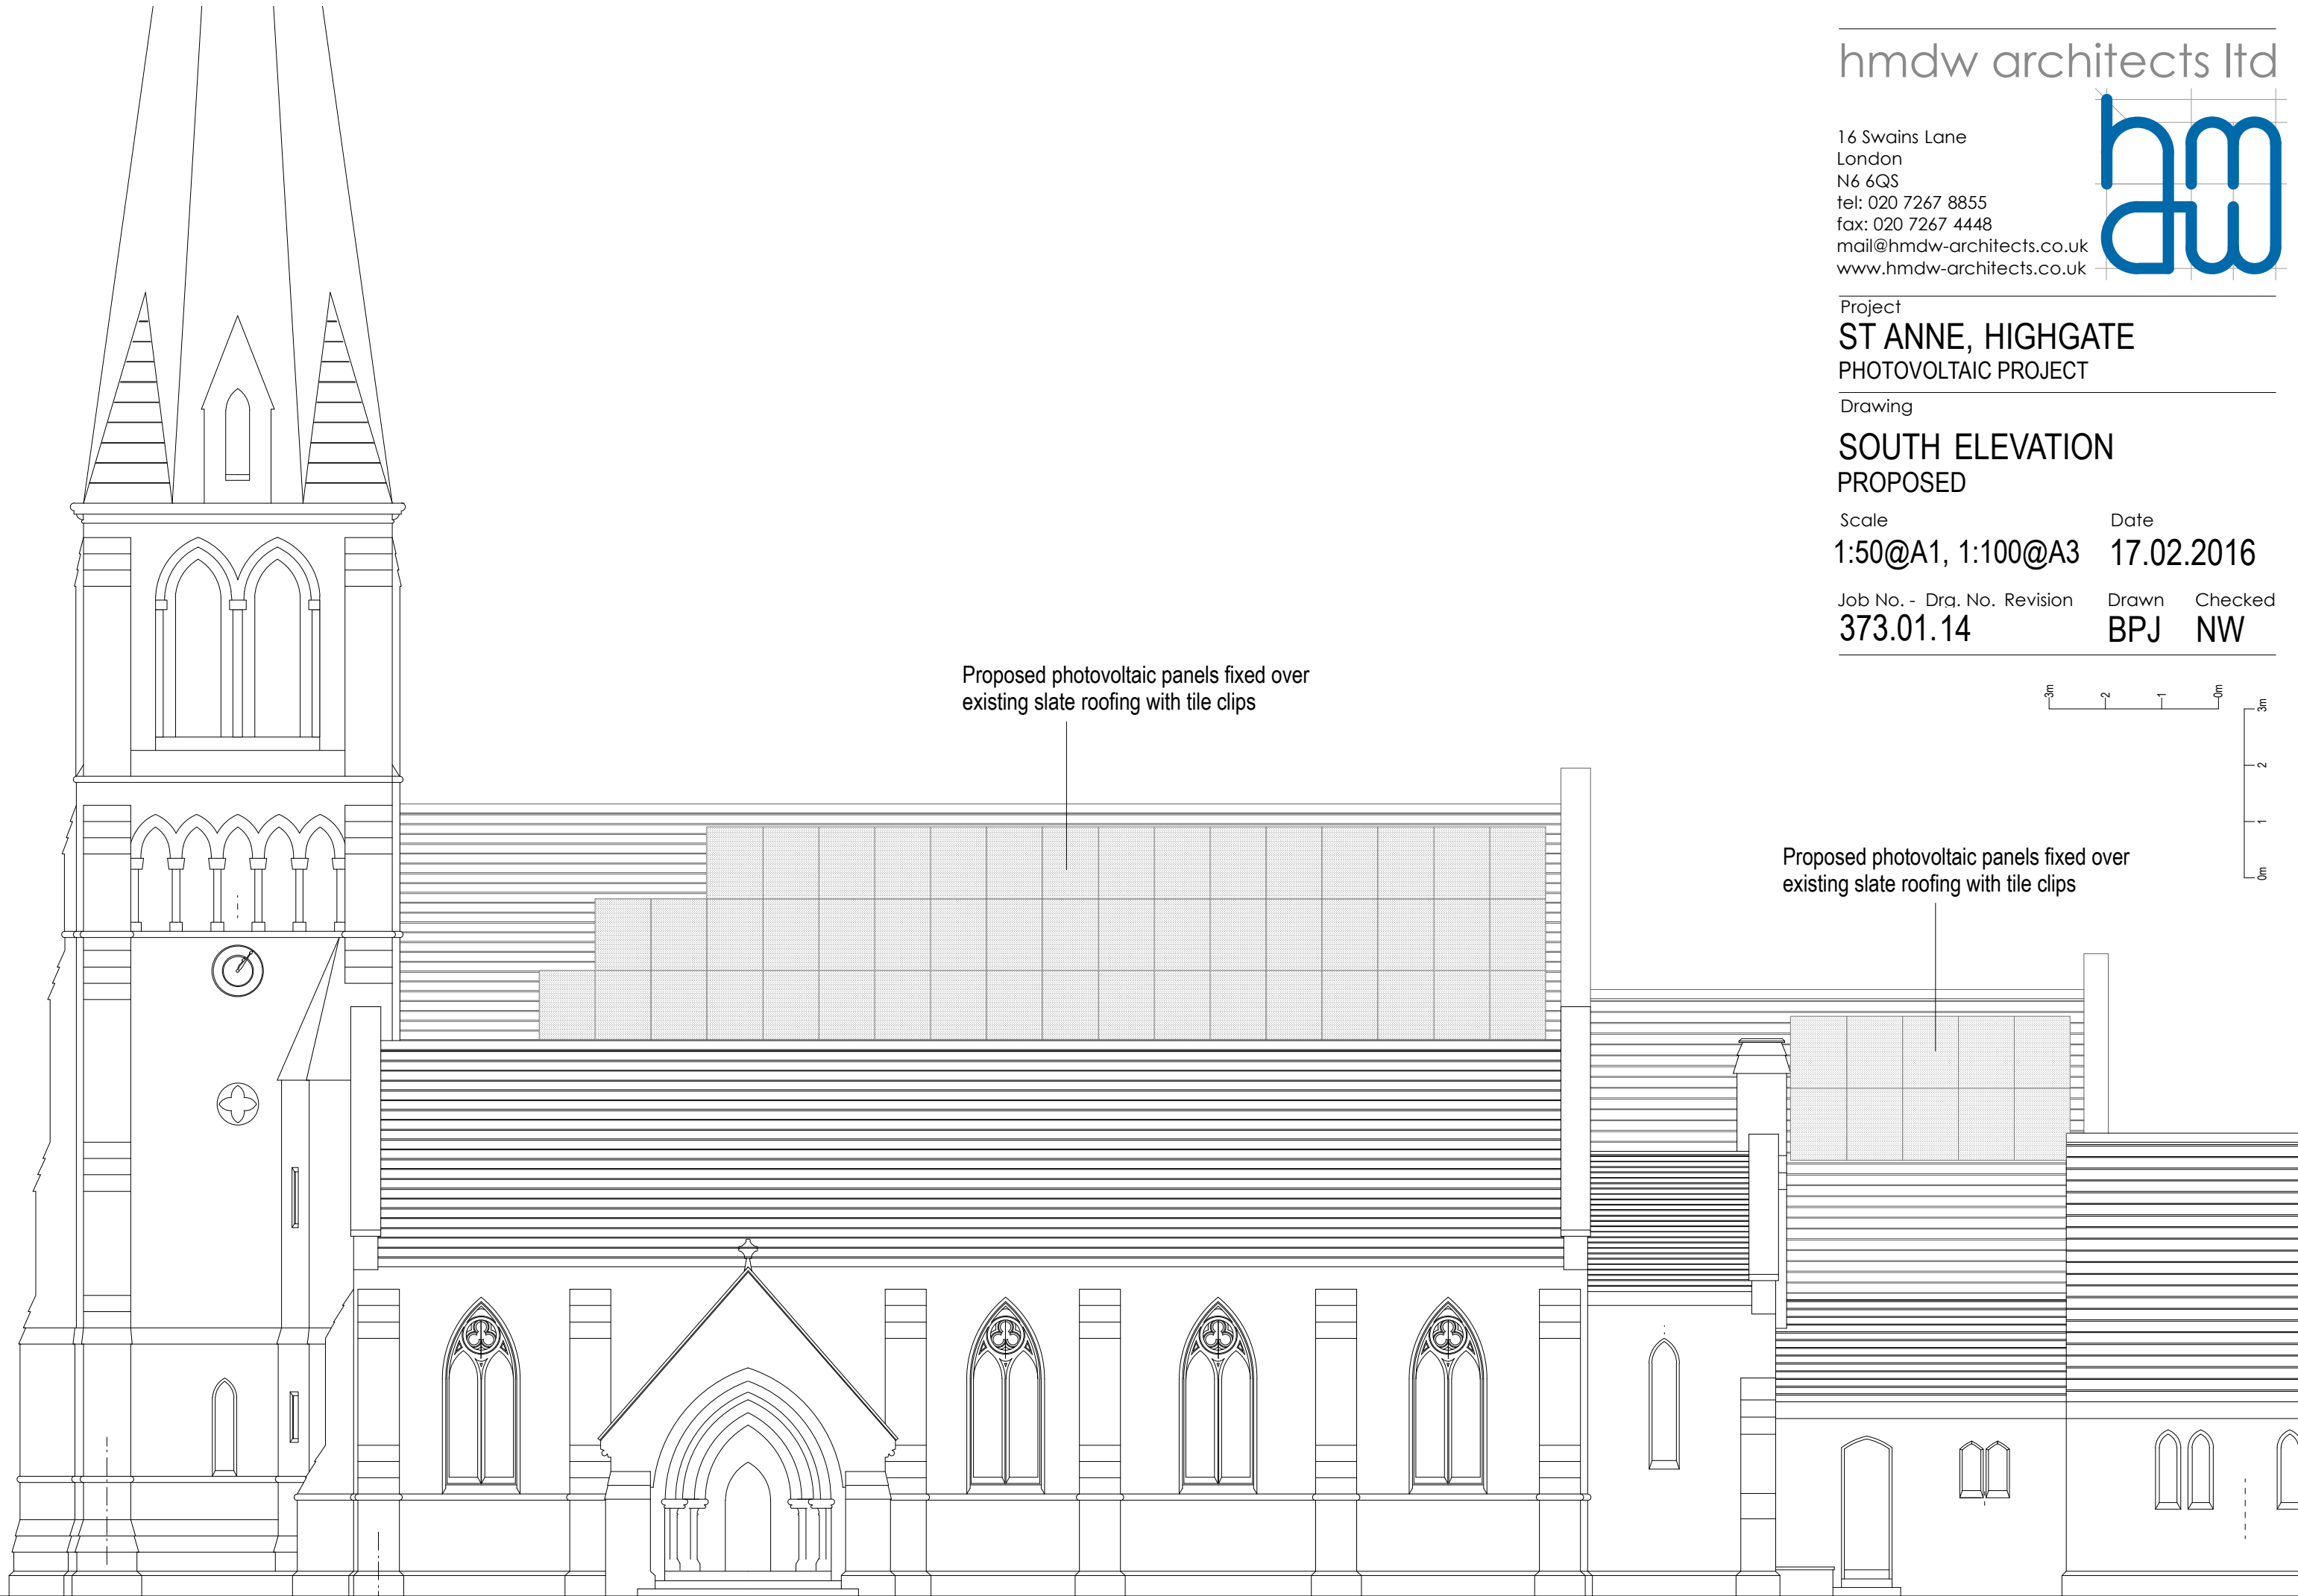 hmdw architects ltd
16 Swains Lane
London
N6 6QS
tel: 020 7267 8855
fax: 020 7267 4448
mail@hmdw-architects.co.uk
www.hmdw-architects.co.uk
hmdw
Project
ST ANNE, HIGHGATE
PHOTOVOLTAIC PROJECT
Drawing
SOUTH ELEVATION
PROPOSED
Scale Date
1:50@A1, 1:100@A3 17.02.2016
Job No. - Drg. No. Revision Drawn Checked
373.01.14 BPJ NW
3m 2 1 0m
3m
2
1
0m
Proposed photovoltaic panels fixed over
existing slate roofing with tile clips
Proposed photovoltaic panels fixed over
existing slate roofing with tile clips